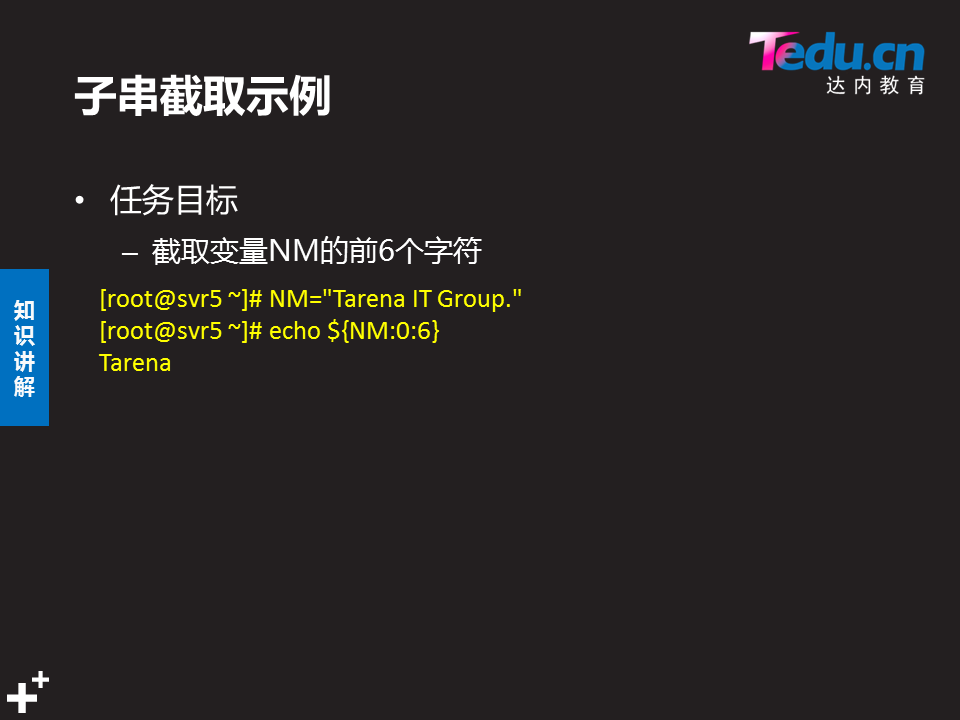 Tedu.cn
达内教育
子串截取示例
• 任务目标
– 截取变量NM的前6个字符
[root@svr5 ~]# NM="Tarena IT Group."
[root@svr5 ~]# echo ${NM:0:6}
Tarena
知
识
讲
解